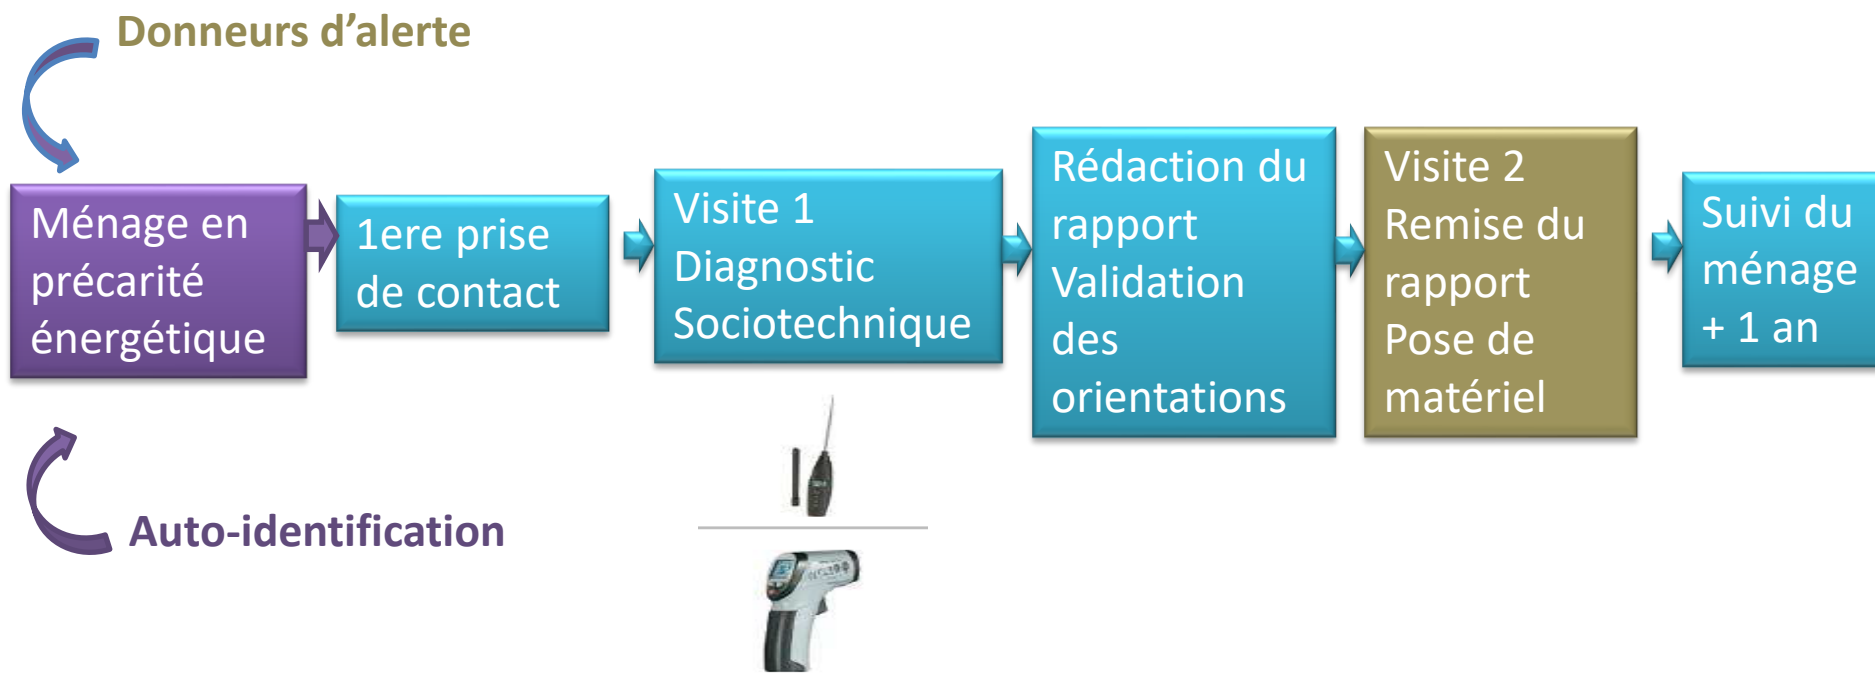 Donneurs d’alerte
Ménage en
précarité
énergétique
1ere prise
de contact
Visite 1
Diagnostic
Sociotechnique
Rédaction du
rapport
Validation
des
orientations
Visite 2
Remise du
rapport
Pose de
matériel
Suivi du
ménage
+ 1 an
Auto-identification